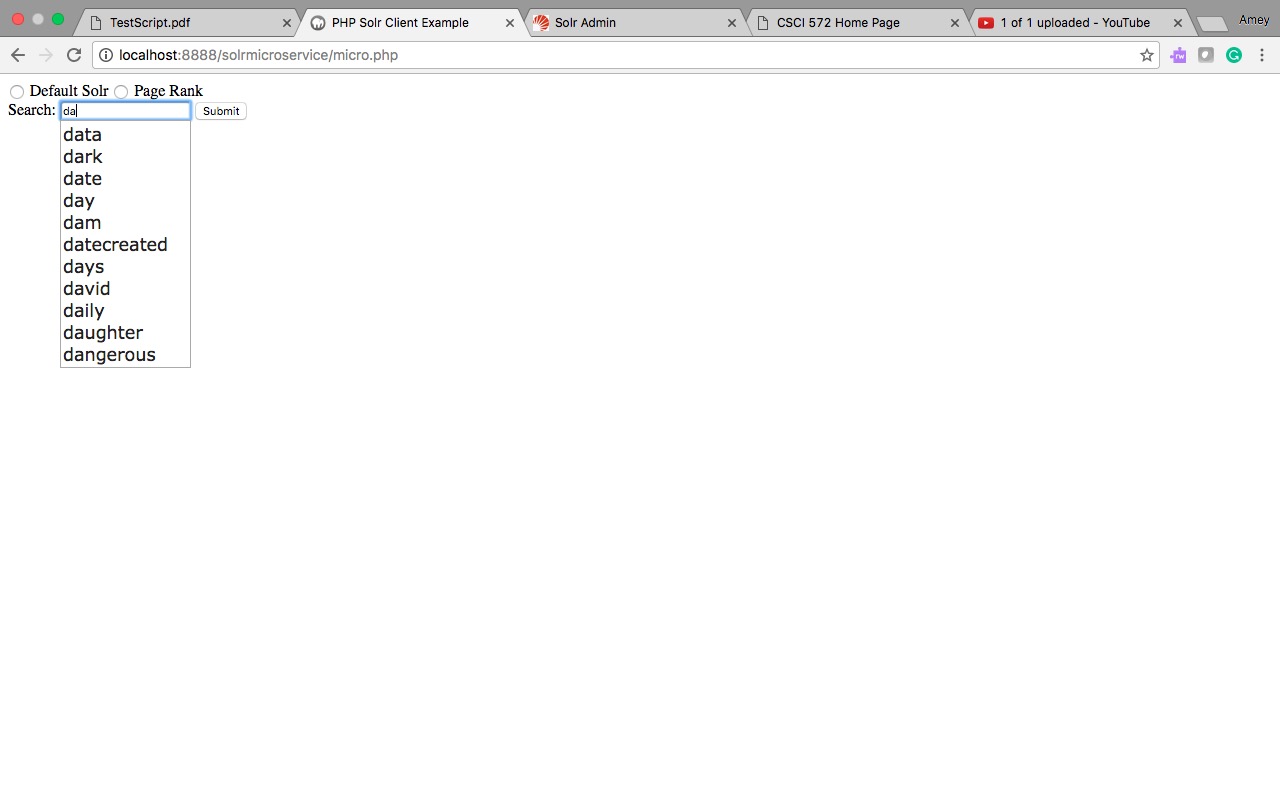 TestScript.pdf
PHP Solr Client Example
Solr Admin
CSCI 572 Home Page
1 of 1 uploaded - YouTube
Amey
localhost:8888/solrmicroservice/micro.php
rw
G
Default Solr Page Rank
Search: da Submit
data
dark
date
day
dam
datecreated
days
david
daily
daughter
dangerous